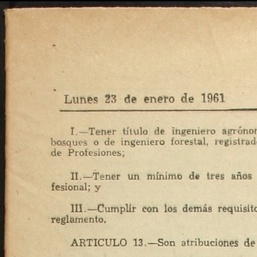 Lunes 23 de enero de 1961
I.—Tener título de ingeniero agrónom
bosques o de ingeniero forestal, registrad
de Profesiones;
II.—Tener un mínimo de tres años
fesional; y
III.—Cumplir con los demás requisito
reglamento.
ARTICULO 13.—Son atribuciones de